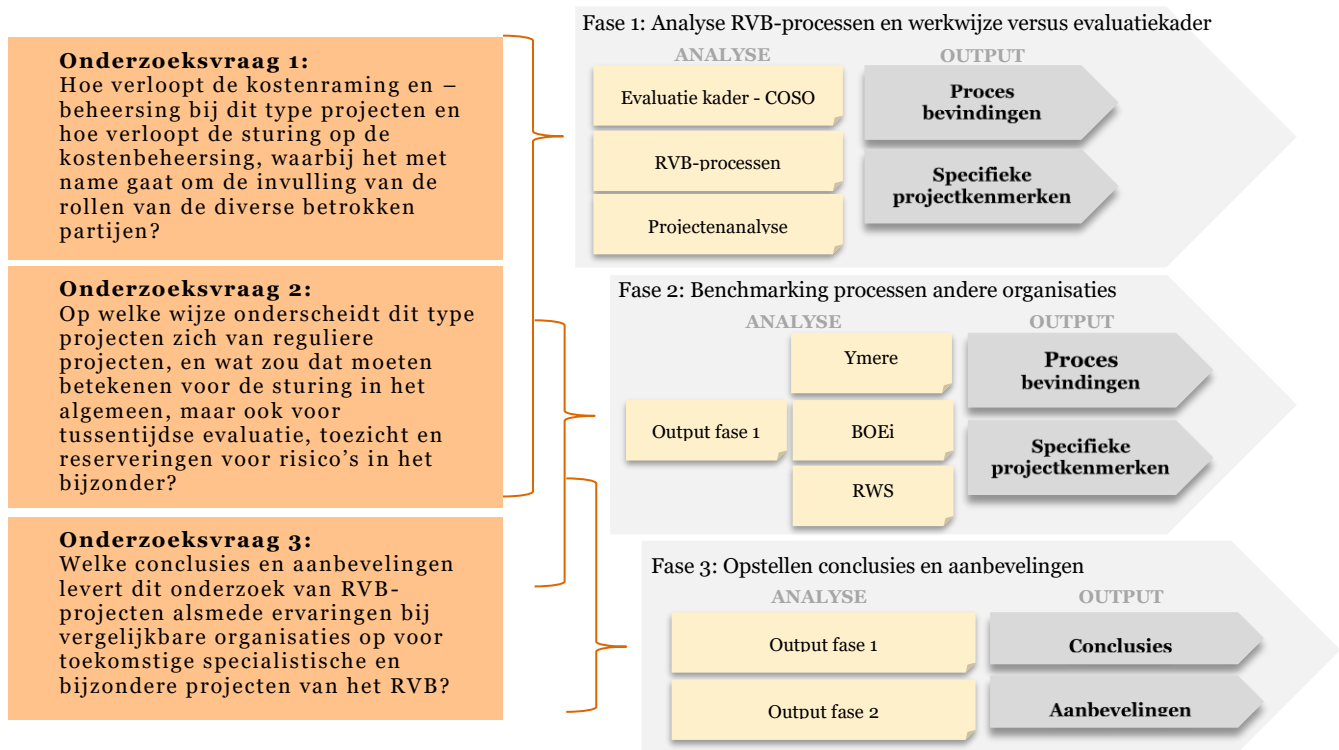 Onderzoeksvraag 1:
Hoe verloopt de kostenraming en –
beheersing bij dit type projecten en
hoe verloopt de sturing op de
kostenbeheersing, waarbij het met
name gaat om de invulling van de
rollen van de diverse betrokken
partijen?
Onderzoeksvraag 2:
Op welke wijze onderscheidt dit type
projecten zich van reguliere
projecten, en wat zou dat moeten
betekenen voor de sturing in het
algemeen, maar ook voor
tussentijdse evaluatie, toezicht en
reserveringen voor risico’s in het
bijzonder?
Onderzoeksvraag 3:
Welke conclusies en aanbevelingen
levert dit onderzoek van RVB-
projecten alsmede ervaringen bij
vergelijkbare organisaties op voor
toekomstige specialistische en
bijzondere projecten van het RVB?
Fase 1: Analyse RVB-processen en werkwijze versus evaluatiekader
ANALYSE
OUTPUT
Evaluatie kader - COSO
RVB-processen
Projectenanalyse
Proces
bevindingen
Specifieke
projectkenmerken
Fase 2: Benchmarking processen andere organisaties
ANALYSE
OUTPUT
Output fase 1
Ymere
BOEi
RWS
Proces
bevindingen
Specifieke
projectkenmerken
Fase 3: Opstellen conclusies en aanbevelingen
ANALYSE
OUTPUT
Output fase 1
Output fase 2
Conclusies
Aanbevelingen